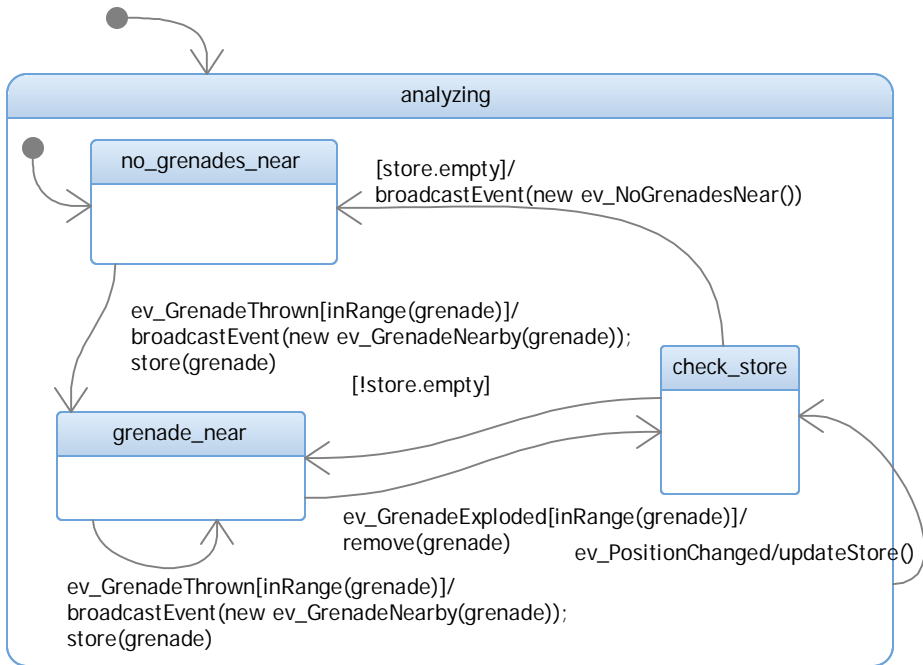 analyzing
no_grenades_near
[store.empty]/
broadcastEvent(new ev_NoGrenadesNear())
ev_GrenadeThrown[inRange(grenade)]/
broadcastEvent(new ev_GrenadeNearby(grenade));
store(grenade)
check_store
[!store.empty]
grenade_near
ev_GrenadeExploded[inRange(grenade)]/
remove(grenade)
ev_PositionChanged/updateStore()
ev_GrenadeThrown[inRange(grenade)]/
broadcastEvent(new ev_GrenadeNearby(grenade));
store(grenade)